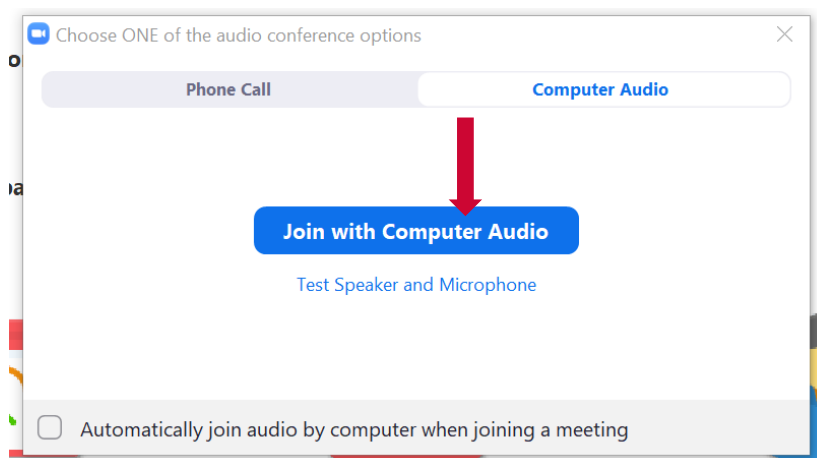 Choose ONE of the audio conference options
Phone Call
Computer Audio
Join with Computer Audio
Test Speaker and Microphone
Automatically join audio by computer when joining a meeting